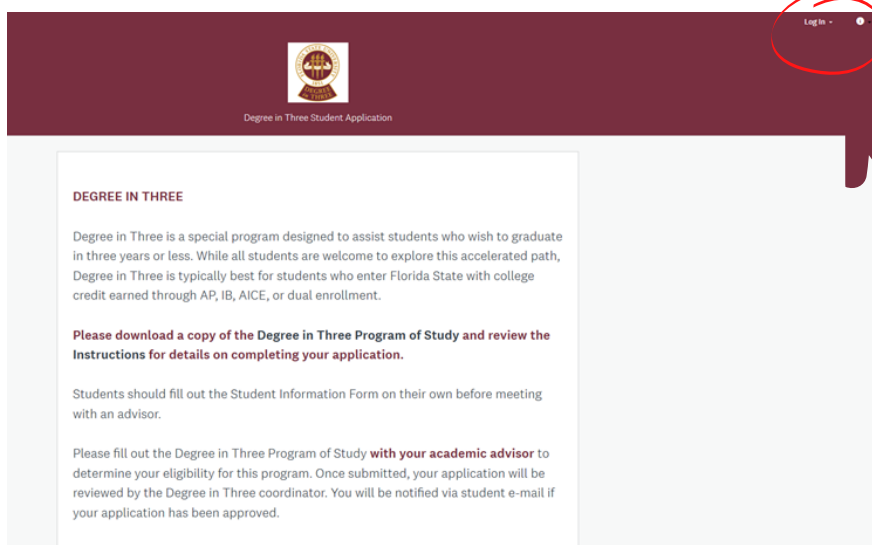 Log In
FLORIDA STATE UNIVERSITY
DEGREE
IN THREE
Degree in Three Student Application
DEGREE IN THREE
Degree in Three is a special program designed to assist students who wish to graduate
in three years or less. While all students are welcome to explore this accelerated path,
Degree in Three is typically best for students who enter Florida State with college
credit earned through AP, IB, AICE, or dual enrollment.
Please download a copy of the Degree in Three Program of Study and review the
Instructions for details on completing your application.
Students should fill out the Student Information Form on their own before meeting
with an advisor.
Please fill out the Degree in Three Program of Study with your academic advisor to
determine your eligibility for this program. Once submitted, your application will be
reviewed by the Degree in Three coordinator. You will be notified via student e-mail if
your application has been approved.